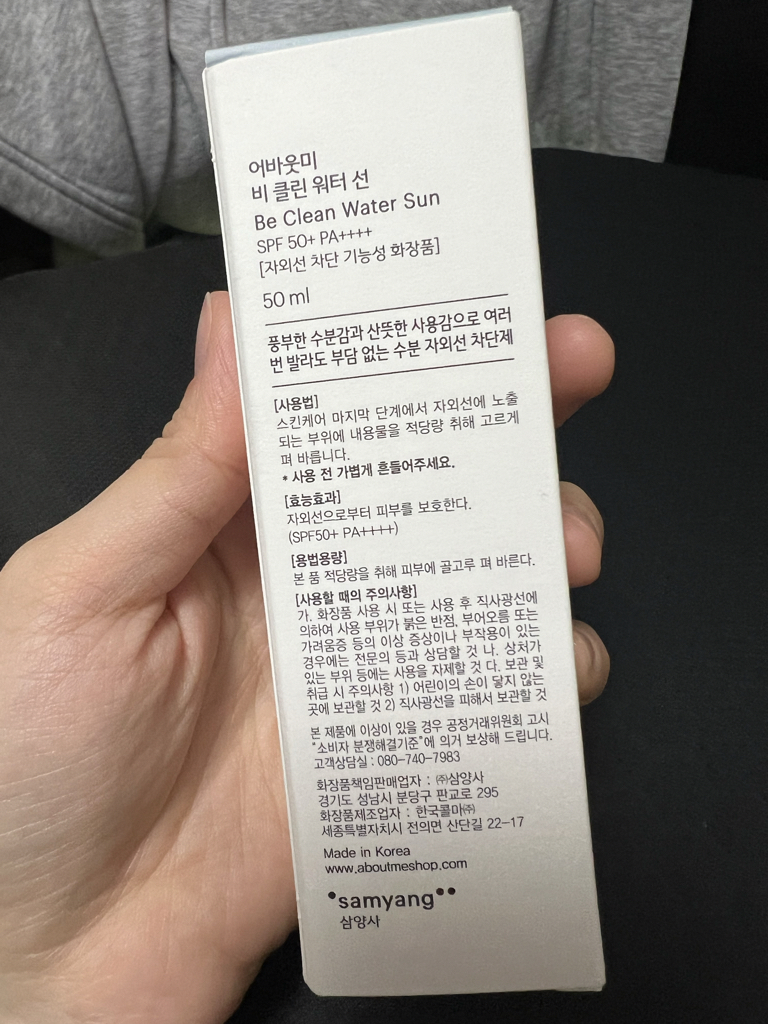 어바웃미
비 클린 워터 선
Be Clean Water Sun
SPF 50+ PA++++
[자외선 차단 기능성 화장품]
50 ml
풍부한 수분감과 산뜻한 사용감으로 여러
번 발라도 부담 없는 수분 자외선 차단제
[사용법]
스킨케어 마지막 단계에서 자외선에 노출
되는 부위에 내용물을 적당량 취해 고르게
펴 바릅니다.
* 사용 전 가볍게 흔들어주세요.
[효능효과]
자외선으로부터 피부를 보호한다.
(SPF50+ PA++++)
[용법용량]
본 품 적당량을 취해 피부에 골고루 펴 바른다.
[사용할 때의 주의사항]
가. 화장품 사용 시 또는 사용 후 직사광선에
의하여 사용 부위가 붉은 반점, 부어오름 또는
가려움증 등의 이상 증상이나 부작용이 있는
경우에는 전문의 등과 상담할 것 나. 상처가
있는 부위 등에는 사용을 자제할 것 다. 보관 및
취급 시 주의사항 1) 어린이의 손이 닿지 않는
곳에 보관할 것 2) 직사광선을 피해서 보관할 것
본 제품에 이상이 있을 경우 공정거래위원회 고시
"소비자 분쟁해결기준"에 의거 보상해 드립니다.
고객상담실 : 080-740-7983
화장품책임판매업자 : ㈜삼양사
경기도 성남시 분당구 판교로 295
화장품제조업자 : 한국콜마㈜
세종특별자치시 전의면 산단길 22-17
Made in Korea
www.aboutmeshop.com
samyang
삼양사